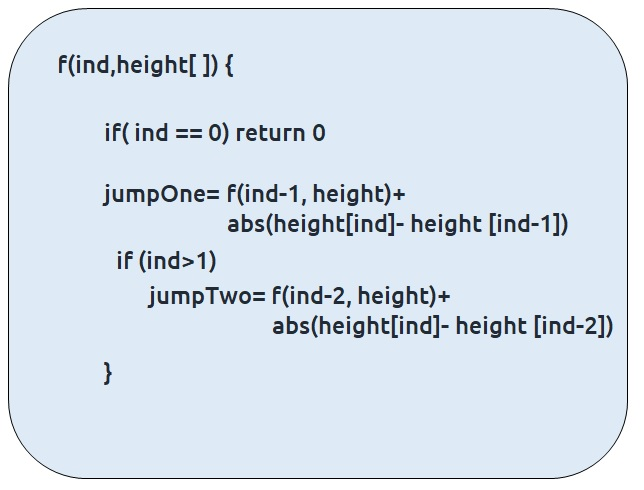 f(ind,height[ ]) {
if( ind == 0) return 0
jumpOne= f(ind-1, height)+
abs(height[ind]- height [ind-1])
if (ind>1)
jumpTwo= f(ind-2, height)+
abs(height[ind]- height [ind-2])
}